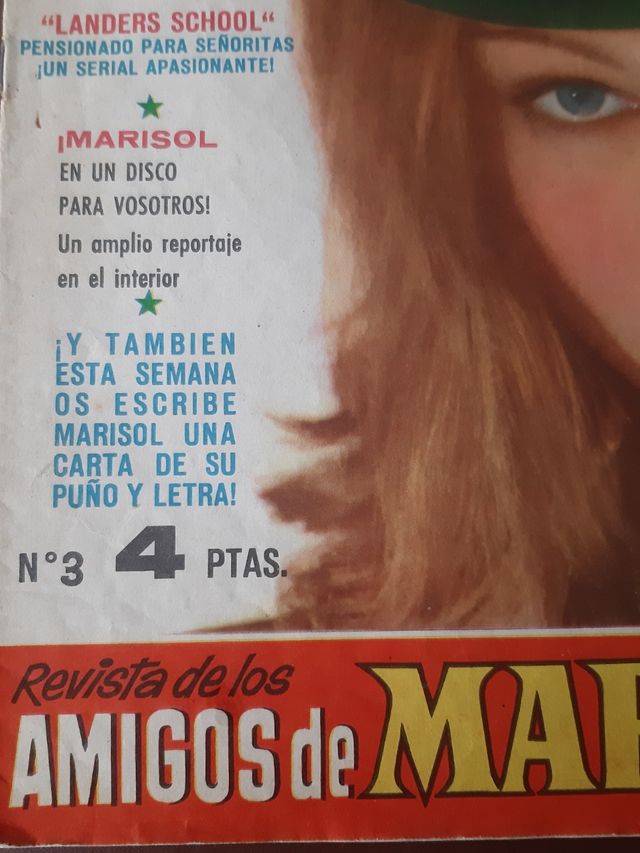 "LANDERS SCHOOL"
PENSIONADO PARA SEÑORITAS
¡UN SERIAL APASIONANTE!
¡MARISOL
EN UN DISCO
PARA VOSOTROS!
Un amplio reportaje
en el interior
¡Y TAMBIEN
ESTA SEMANA
OS ESCRIBE
MARISOL UNA
CARTA DE SU
PUÑO Y LETRA!
Nº3 4 PTAS.
Revista de los
AMIGOS de MAR